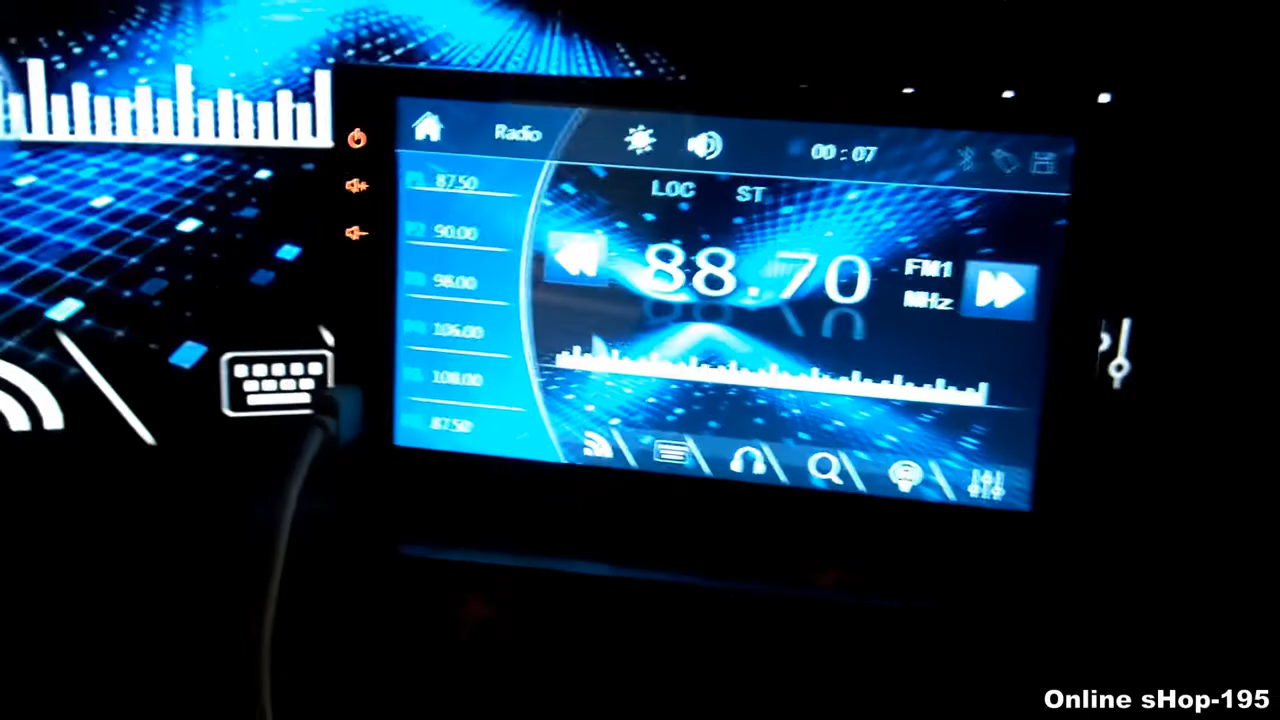 Radio
00 : 07
87.50
90.00
98.00
106.00
108.00
87.50
LOC ST
88.70
FM1
MHz
Online sHop-195